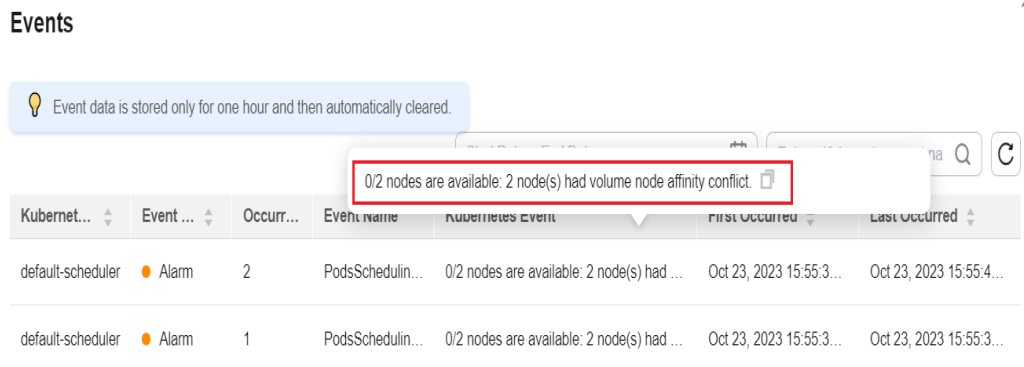 Events
Event data is stored only for one hour and then automatically cleared.
0/2 nodes are available: 2 node(s) had volume node affinity conflict.
Kubernet... Event ... Occurr... Event Name Kubernetes Event First Occurred Last Occurred
default-scheduler Alarm 2 PodsSchedulin... 0/2 nodes are available: 2 node(s) had ... Oct 23, 2023 15:55:3... Oct 23, 2023 15:55:4...
default-scheduler Alarm 1 PodsSchedulin... 0/2 nodes are available: 2 node(s) had ... Oct 23, 2023 15:55:3... Oct 23, 2023 15:55:3...